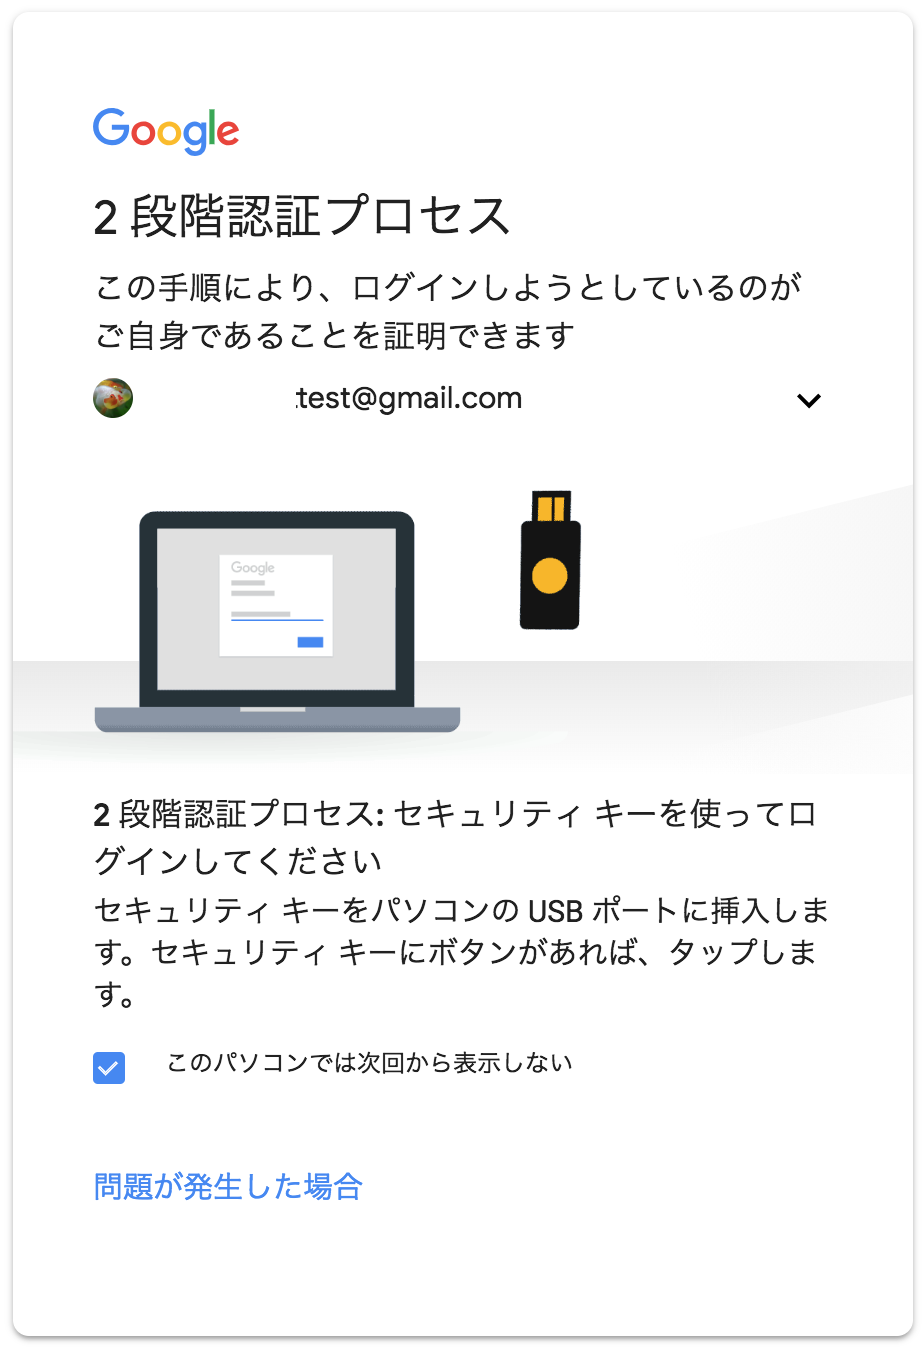 Google
2 段階認証プロセス
この手順により、ログインしようとしているのが
ご自身であることを証明できます
test@gmail.com
Google
2 段階認証プロセス: セキュリティ キーを使ってロ
グインしてください
セキュリティ キーをパソコンの USB ポートに挿入しま
す。セキュリティ キーにボタンがあれば、タップしま
す。
このパソコンでは次回から表示しない
問題が発生した場合